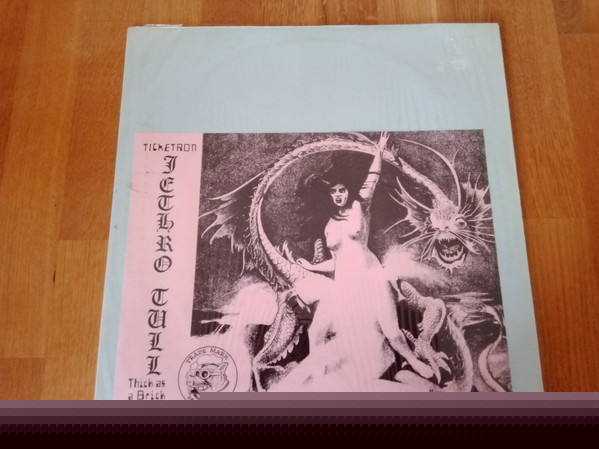 TICKETRON
JETHRO TULL
Thick as
a Brick
TRADE MARK